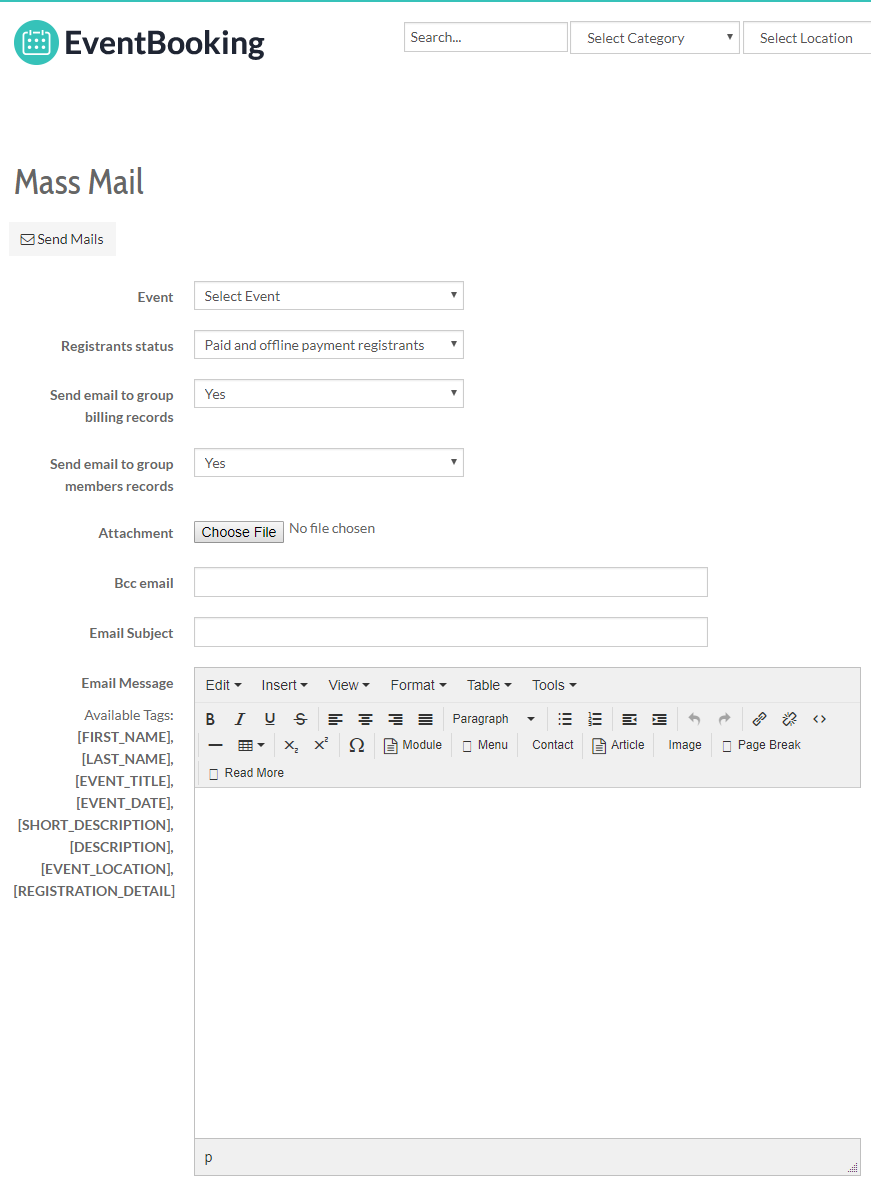 EventBooking
Search...
Select Category
Select Location
Mass Mail
Send Mails
Event
Select Event
Registrants status
Paid and offline payment registrants
Send email to group
billing records
Yes
Send email to group
members records
Yes
Attachment
Choose File No file chosen
Bcc email
Email Subject
Email Message
Available Tags:
[FIRST_NAME],
[LAST_NAME],
[EVENT_TITLE],
[EVENT_DATE],
[SHORT_DESCRIPTION],
[DESCRIPTION],
[EVENT_LOCATION],
[REGISTRATION_DETAIL]
Edit Insert View Format Table Tools
B I U S Paragraph
X₂ X² Ω Module Menu Contact Article Image Page Break
Read More
p